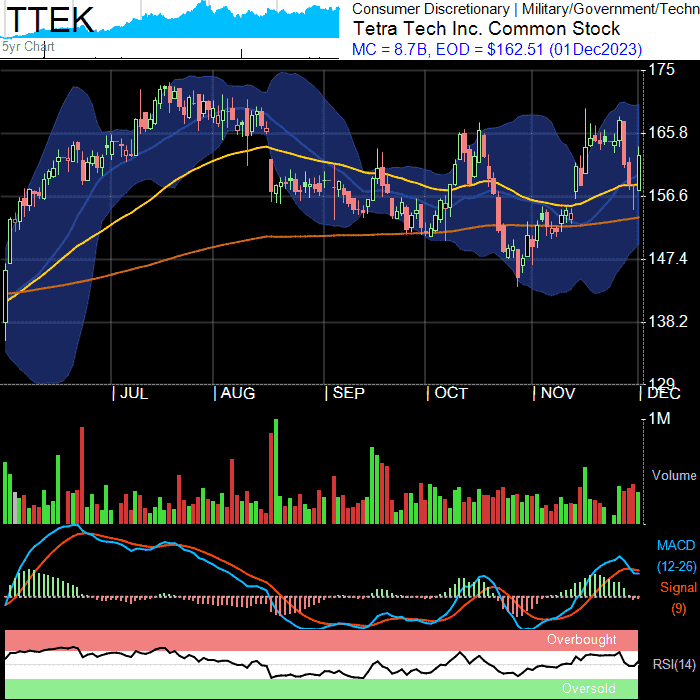 TTEK
5yr Chart
Consumer Discretionary | Military/Government/Techn
Tetra Tech Inc. Common Stock
MC = 8.7B, EOD = $162.51 (01Dec2023)
175
165.8
156.6
147.4
138.2
129
JUL
AUG
SEP
OCT
NOV
DEC
1M
Volume
MACD
(12-26)
Signal
(9)
Overbought
RSI(14)
Oversold